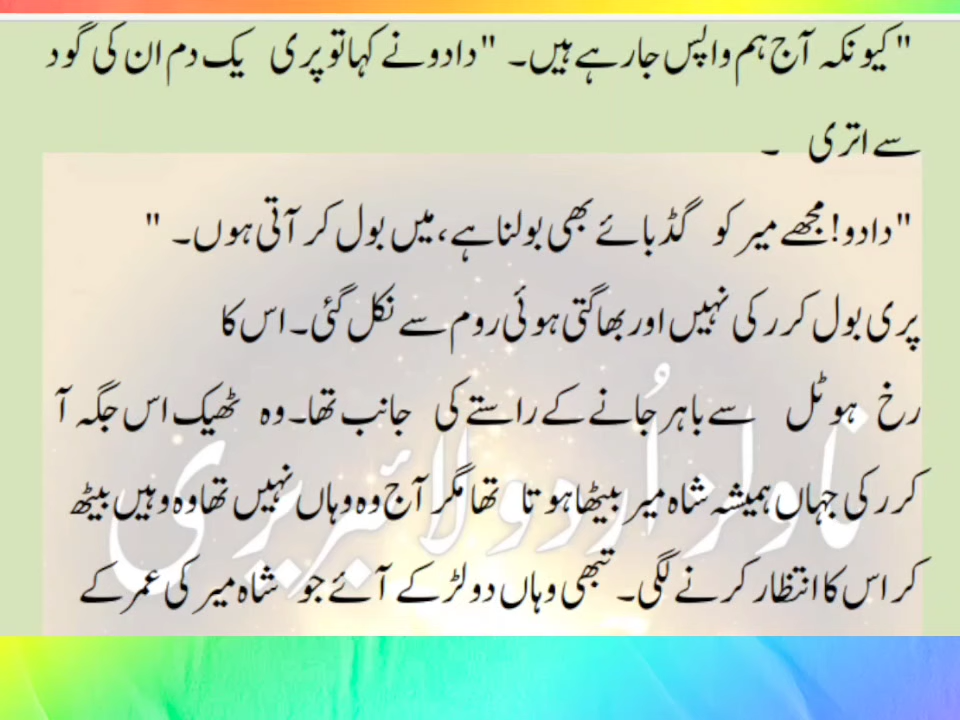 "کیونکہ آج ہم واپس جارہے ہیں۔ "دادو نے کہا تو پری یک دم ان کی گود
سے اتری ۔
"دادو! مجھے میر کو گڈ بائے بھی بولنا ہے، میں بول کر آتی ہوں۔ "
پری بول کر رکی نہیں اور بھاگتی ہوئی روم سے نکل گئی۔ اس کا
رخ ہوٹل سے باہر جانے کے راستے کی جانب تھا۔ وہ ٹھیک اس جگہ آ
کر رکی جہاں ہمیشہ شاہ میر بیٹھا ہوتا تھا مگر آج وہ وہاں نہیں تھا وہ وہیں بیٹھ
کر اس کا انتظار کرنے لگی۔ تبھی وہاں دو لڑکے آئے جو شاہ میر کی عمر کے
ناولز اُردو لائبریری